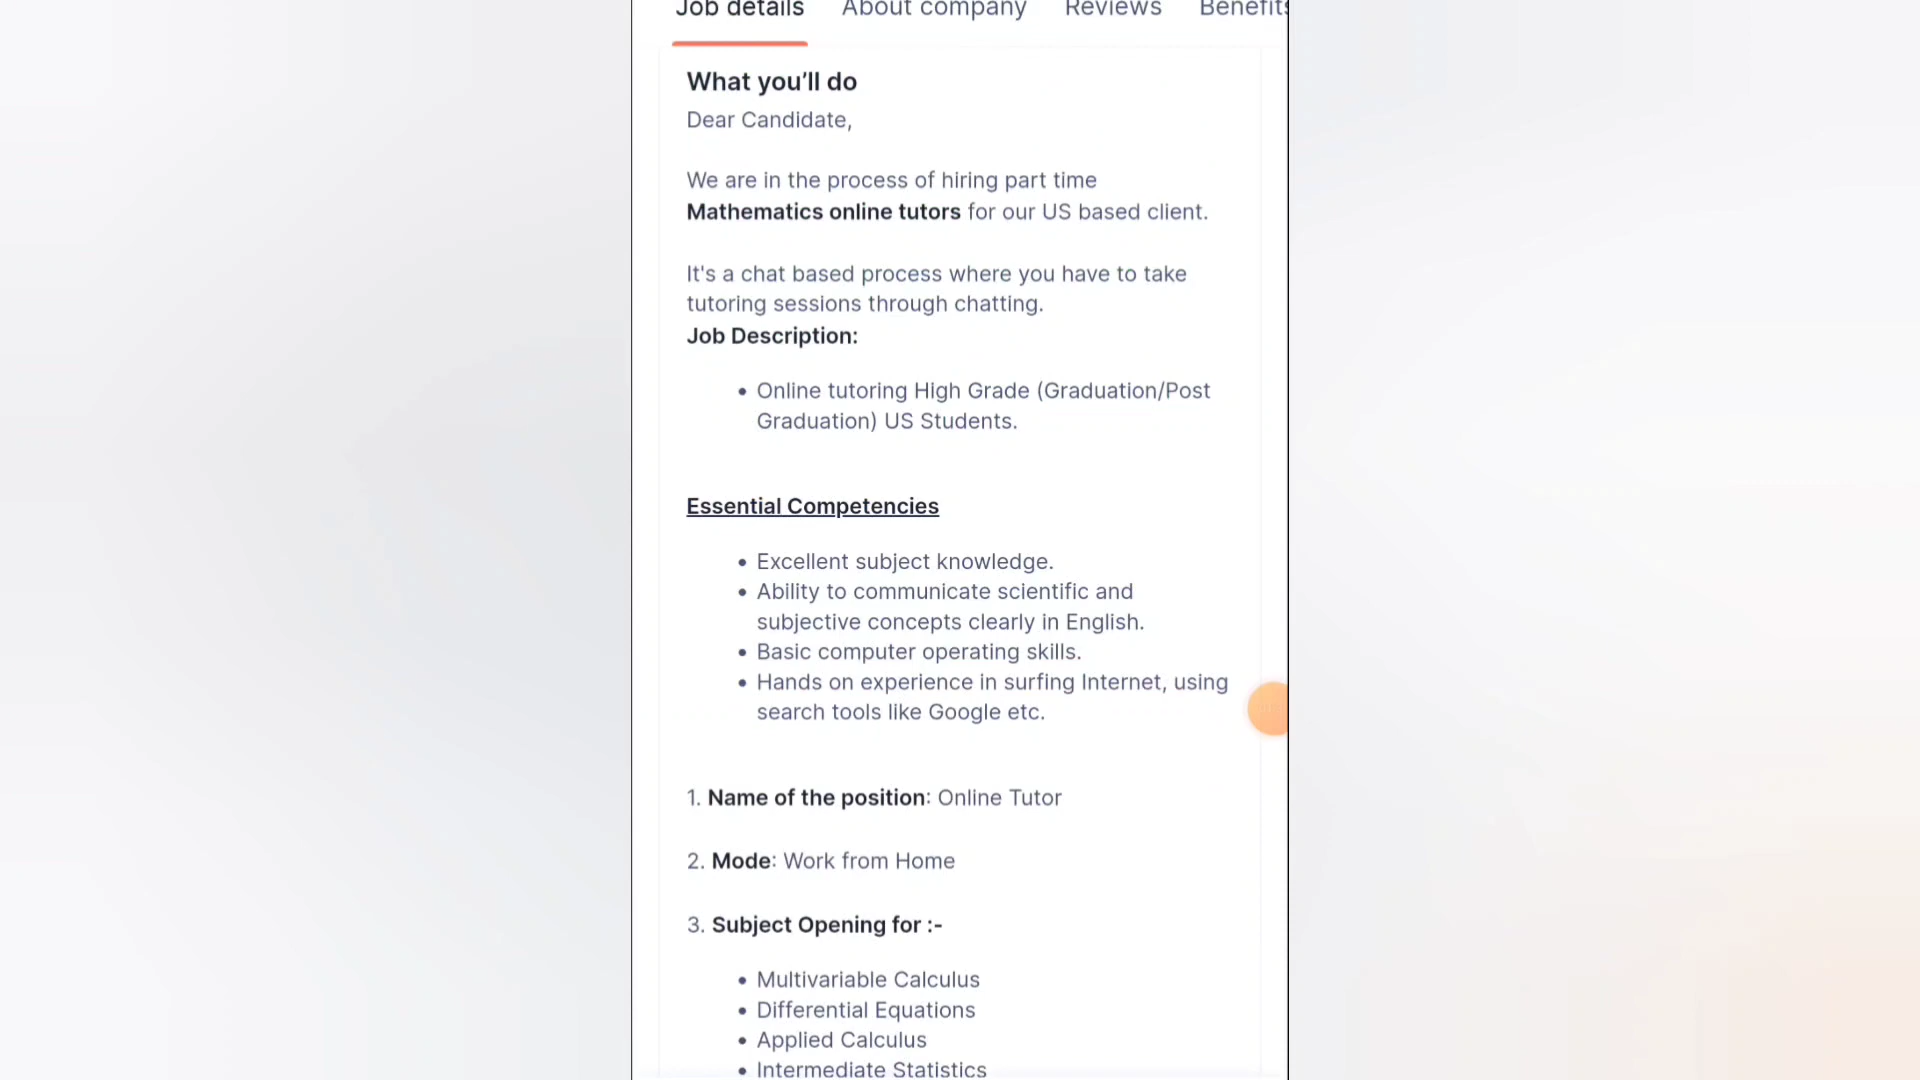 Job details About company Reviews Benefits
What you’ll do
Dear Candidate,
We are in the process of hiring part time
Mathematics online tutors for our US based client.
It's a chat based process where you have to take
tutoring sessions through chatting.
Job Description:
• Online tutoring High Grade (Graduation/Post
Graduation) US Students.
Essential Competencies
• Excellent subject knowledge.
• Ability to communicate scientific and
subjective concepts clearly in English.
• Basic computer operating skills.
• Hands on experience in surfing Internet, using
search tools like Google etc.
1. Name of the position: Online Tutor
2. Mode: Work from Home
3. Subject Opening for :-
• Multivariable Calculus
• Differential Equations
• Applied Calculus
• Intermediate Statistics